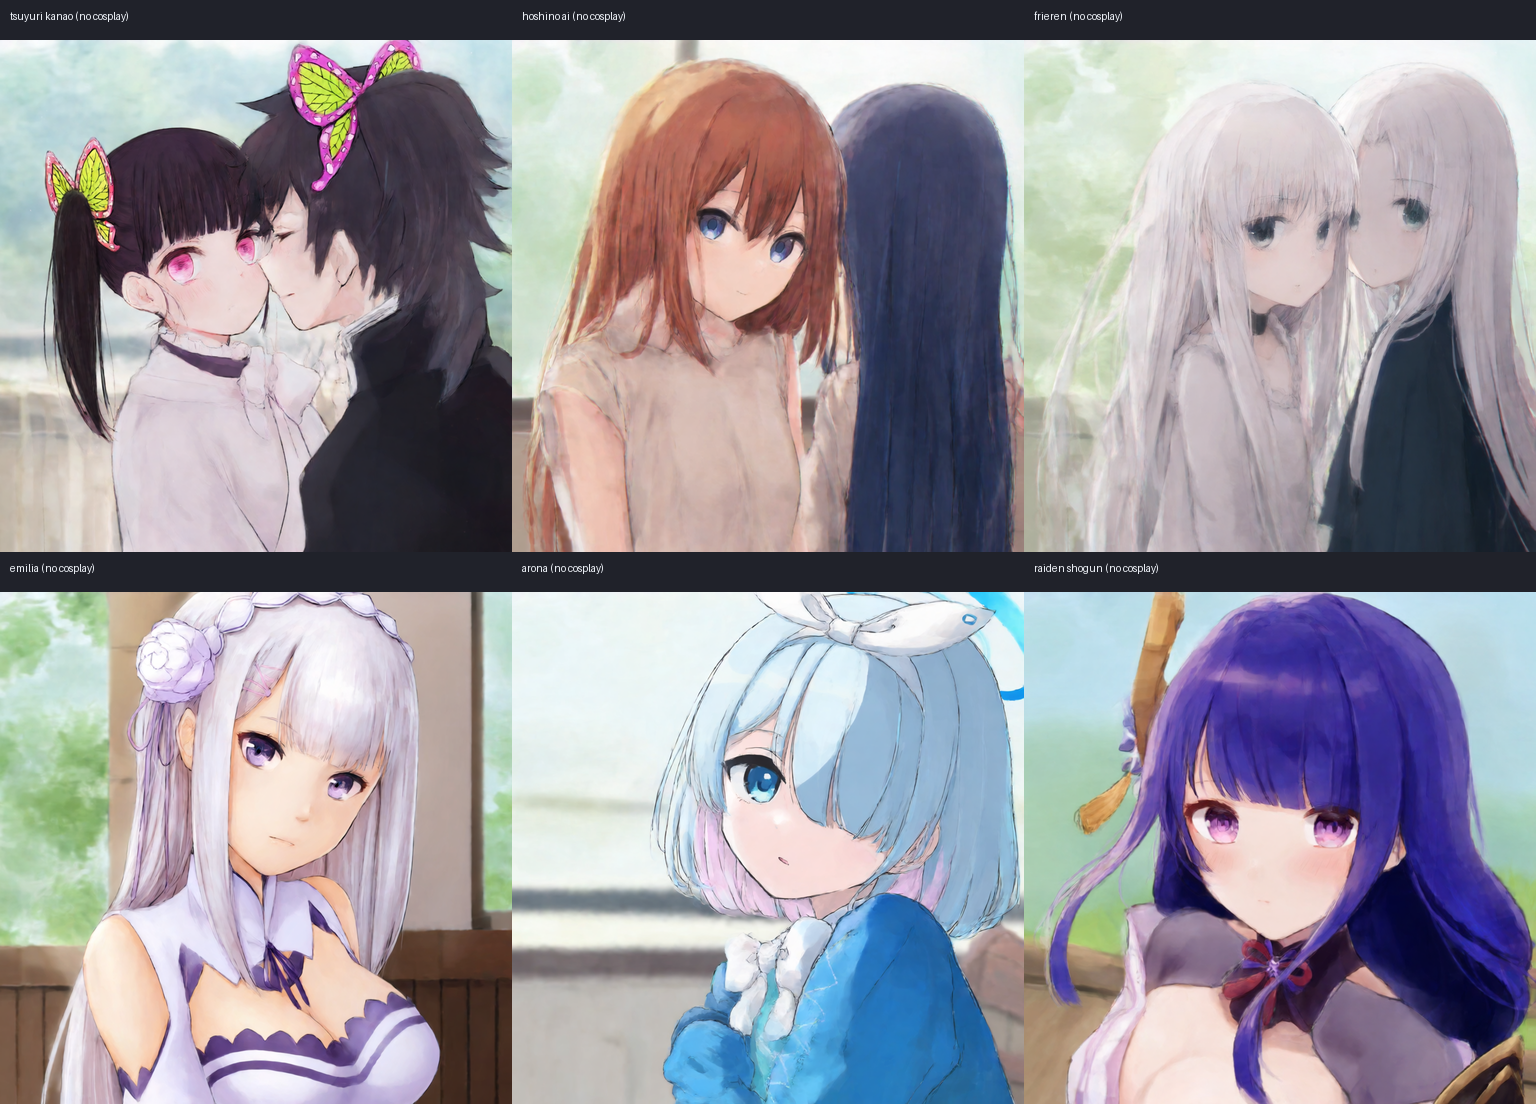 tsuyuri kanao (no cosplay)
hoshino ai (no cosplay)
frieren (no cosplay)
emilia (no cosplay)
arona (no cosplay)
raiden shogun (no cosplay)